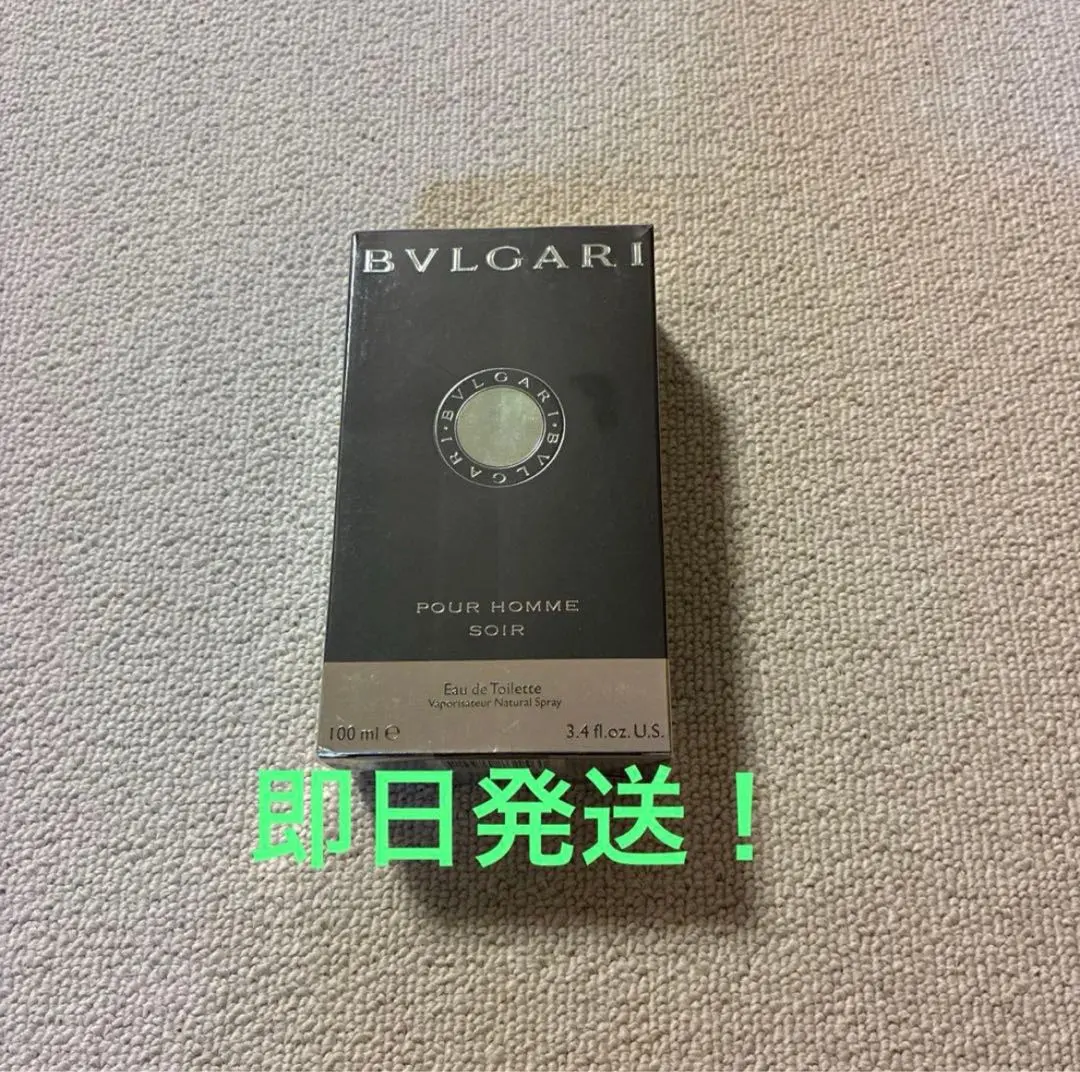 BVLGARI
BVLGARI • BVLGARI •
POUR HOMME
SOIR
Eau de Toilette
Vaporisateur Natural Spray
100 ml ℮
3.4 fl.oz. U.S.
即日発送！